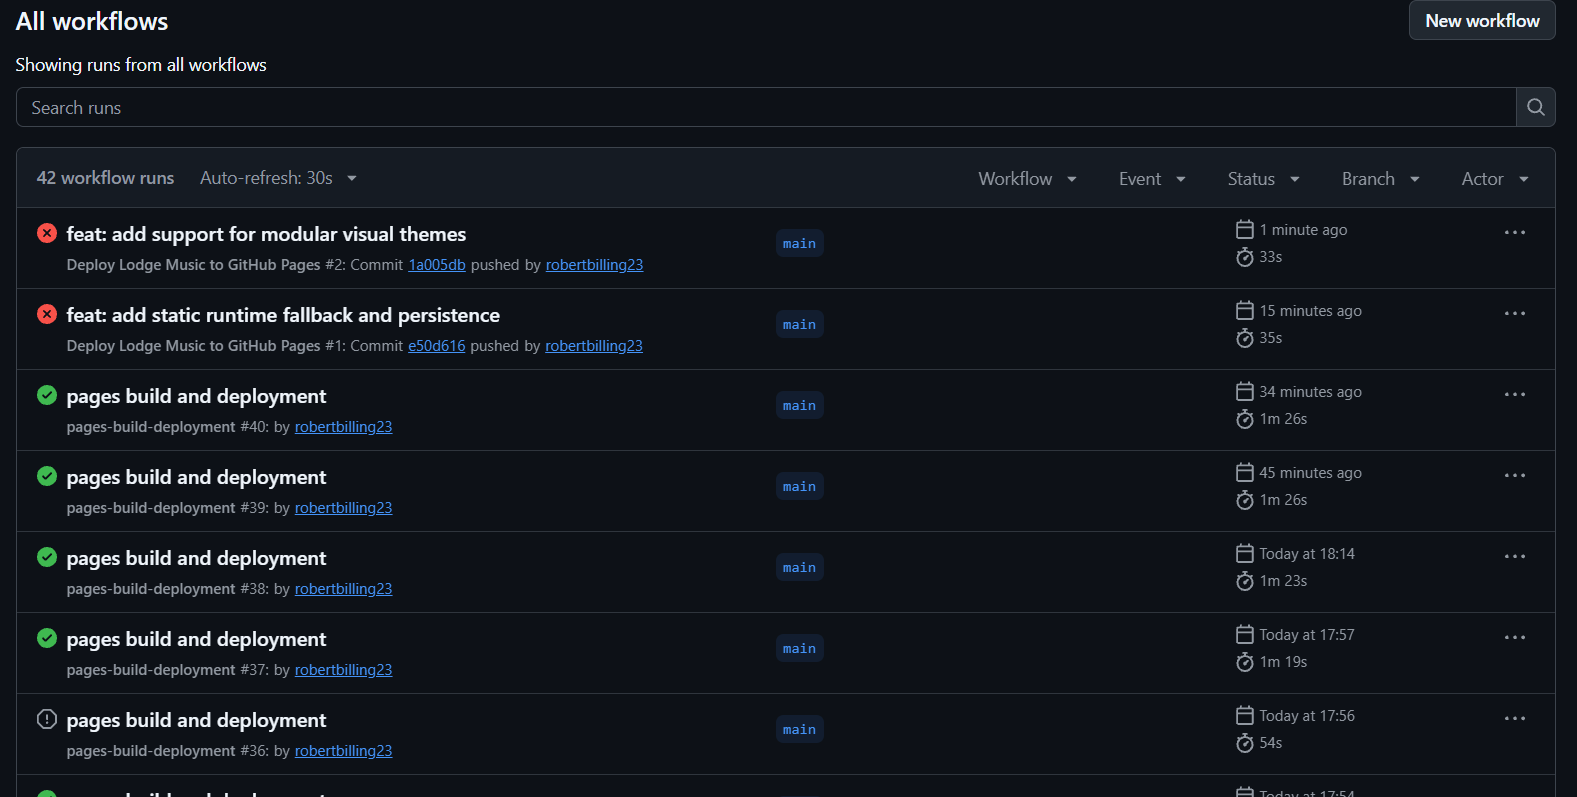 All workflows
New workflow
Showing runs from all workflows
Search runs
42 workflow runs Auto-refresh: 30s Workflow Event Status Branch Actor
feat: add support for modular visual themes
main
1 minute ago
Deploy Lodge Music to GitHub Pages #2: Commit 1a005db pushed by robertbilling23
33s
feat: add static runtime fallback and persistence
main
15 minutes ago
Deploy Lodge Music to GitHub Pages #1: Commit e50d616 pushed by robertbilling23
35s
pages build and deployment
main
34 minutes ago
pages-build-deployment #40: by robertbilling23
1m 26s
pages build and deployment
main
45 minutes ago
pages-build-deployment #39: by robertbilling23
1m 26s
pages build and deployment
main
Today at 18:14
pages-build-deployment #38: by robertbilling23
1m 23s
pages build and deployment
main
Today at 17:57
pages-build-deployment #37: by robertbilling23
1m 19s
pages build and deployment
main
Today at 17:56
pages-build-deployment #36: by robertbilling23
54s
pages build and deployment
Today at 17:54